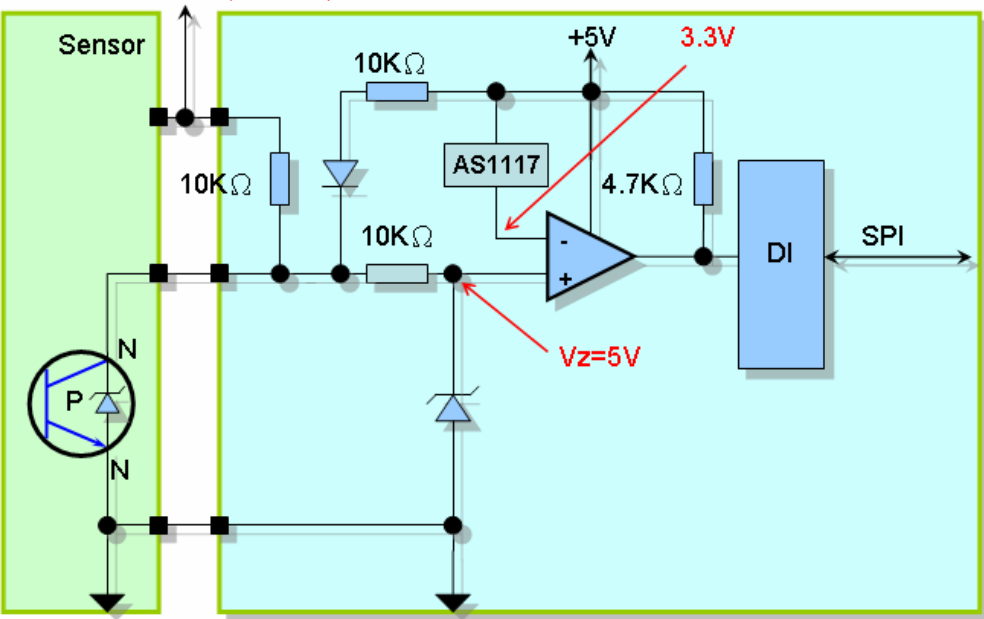 Sensor
+5V
3.3V
10KΩ
AS1117
10KΩ
4.7KΩ
10KΩ
-
+
DI
SPI
Vz=5V
N
P
N